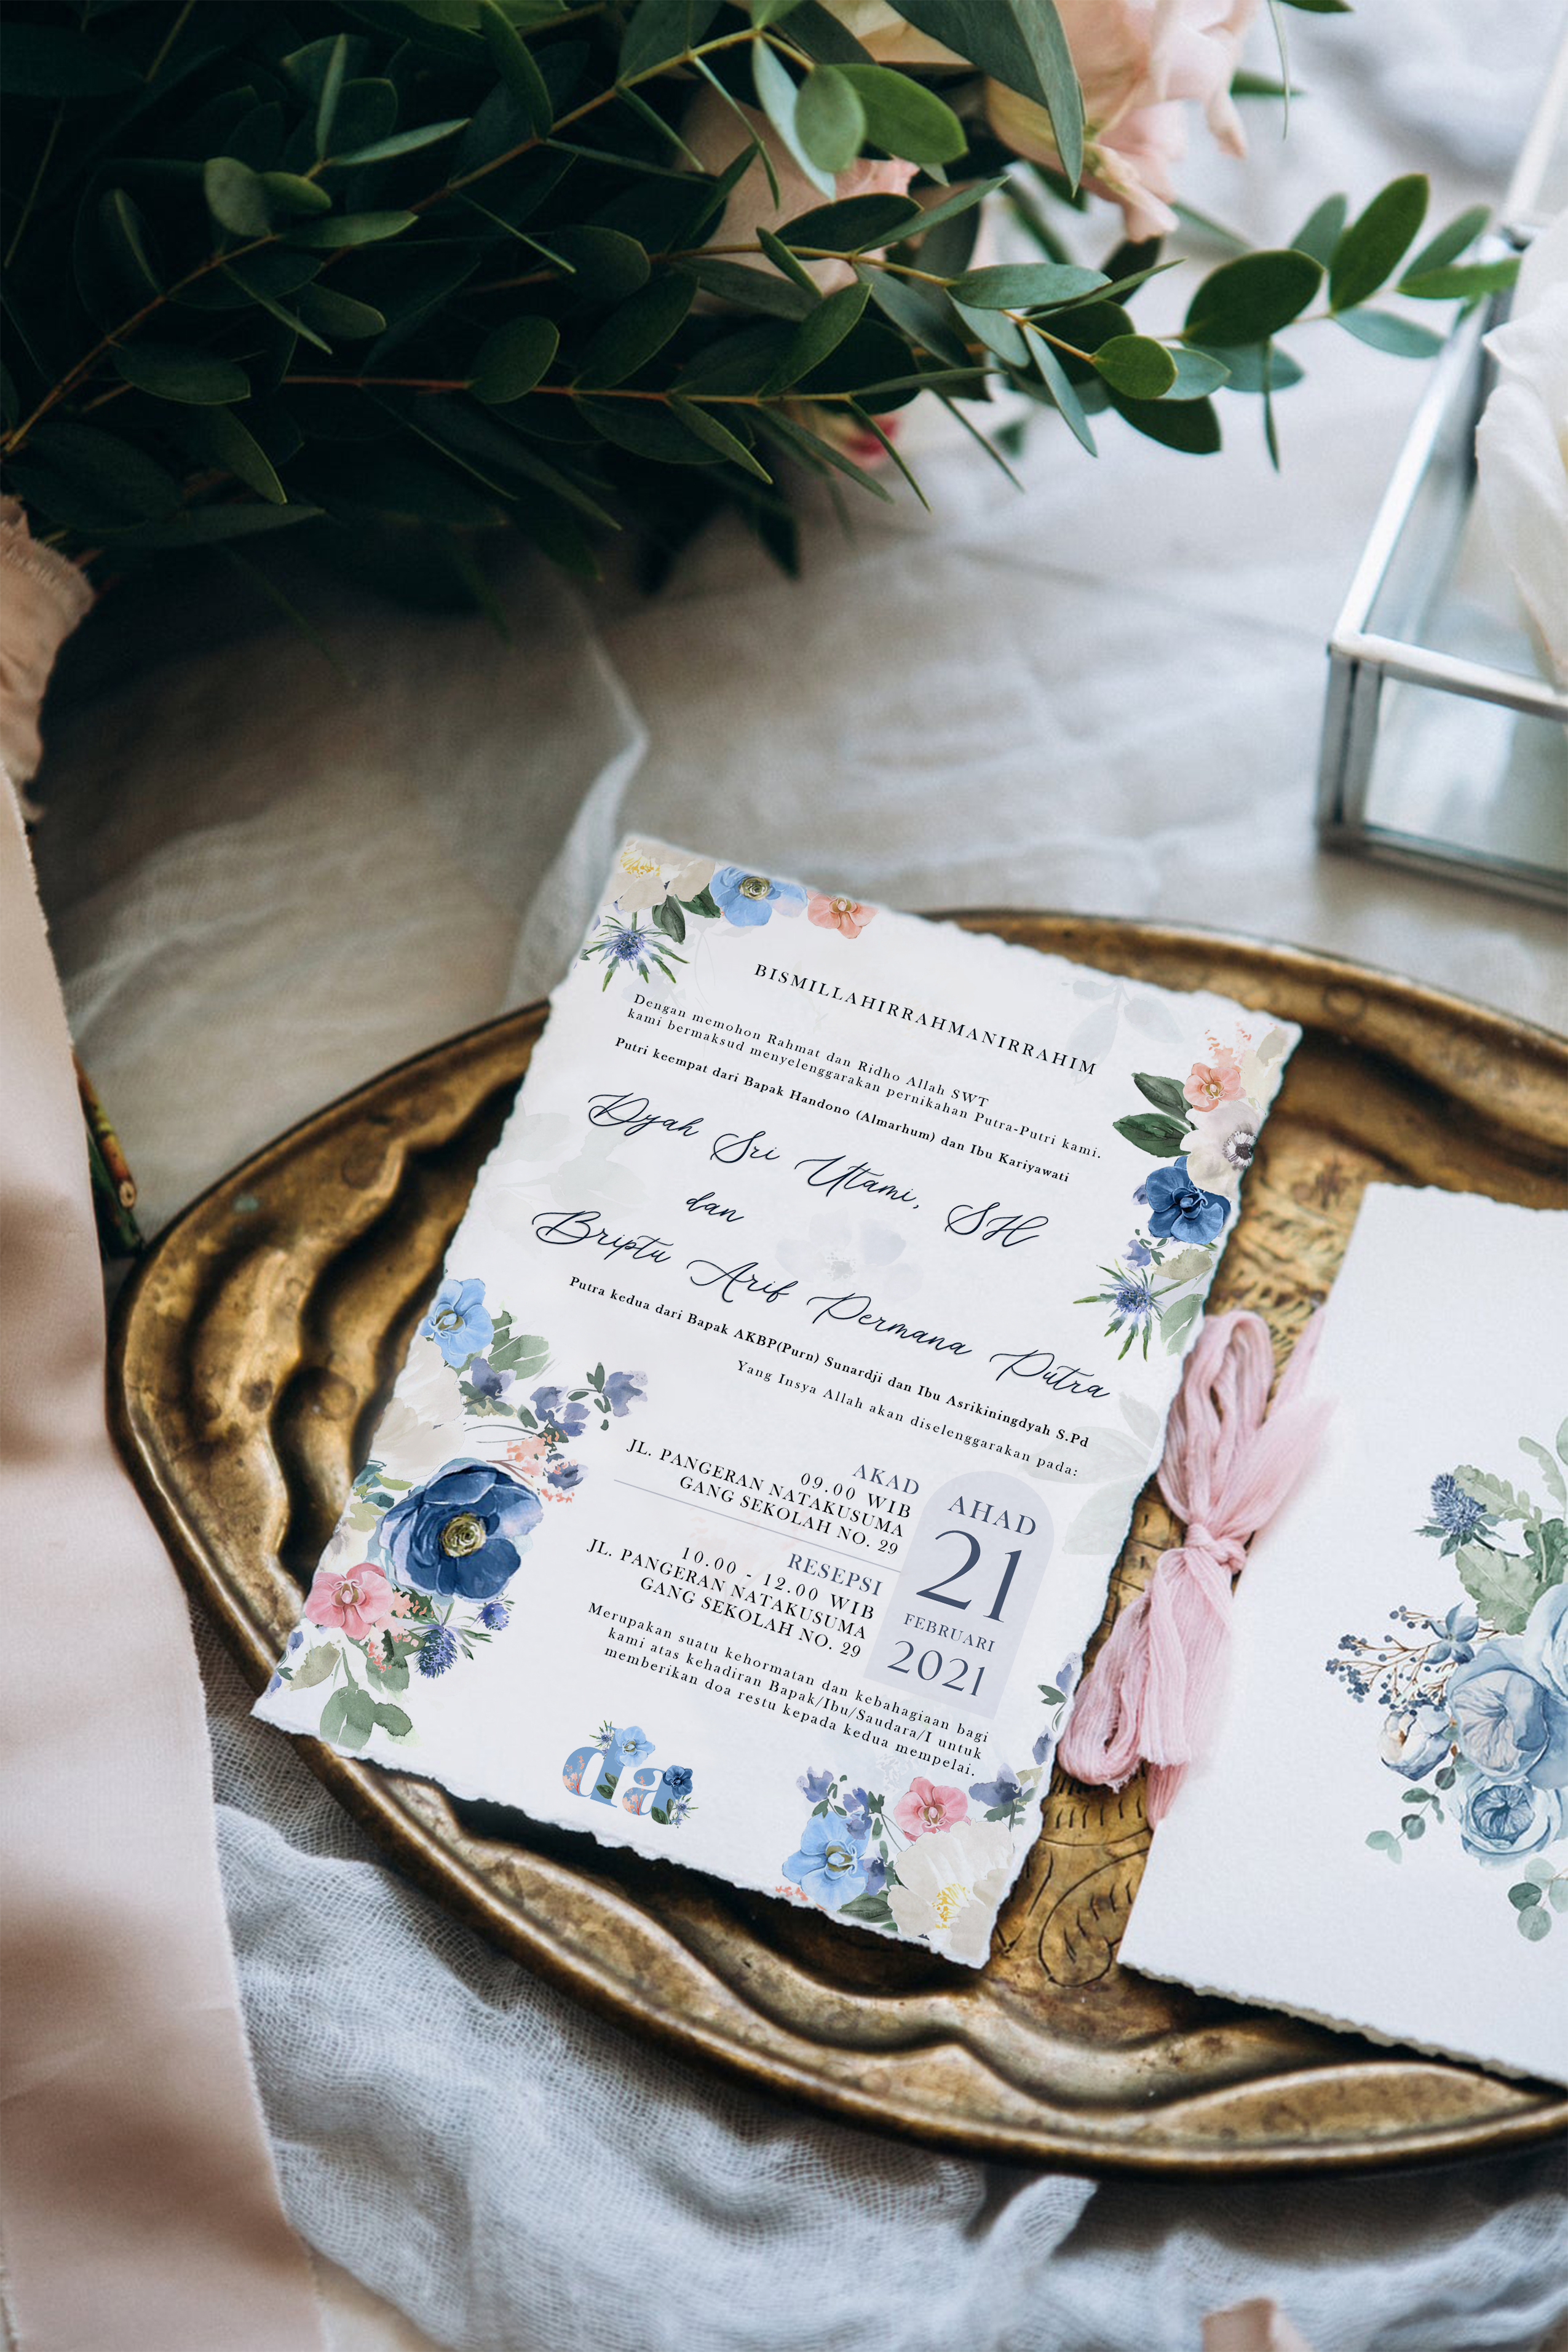 BISMILLAHIRRAHMANIRRAHIM
Dengan memohon Rahmat dan Ridho Allah SWT
kami bermaksud menyelenggarakan pernikahan Putra-Putri kami.
Putri keempat dari Bapak Handono (Almarhum) dan Ibu Kariyawati
Dyah Sri Utami, SH
dan
Briptu Arif Permana Putra
Putra kedua dari Bapak AKBP(Purn) Sunardji dan Ibu Asrikiningdyah S.Pd
Yang Insya Allah akan diselenggarakan pada:
AKAD
09.00 WIB
JL. PANGERAN NATAKUSUMA
GANG SEKOLAH NO. 29
RESEPSI
10.00 - 12.00 WIB
JL. PANGERAN NATAKUSUMA
GANG SEKOLAH NO. 29
AHAD
21
FEBRUARI
2021
Merupakan suatu kehormatan dan kebahagiaan bagi
kami atas kehadiran Bapak/Ibu/Saudara/I untuk
memberikan doa restu kepada kedua mempelai.
da